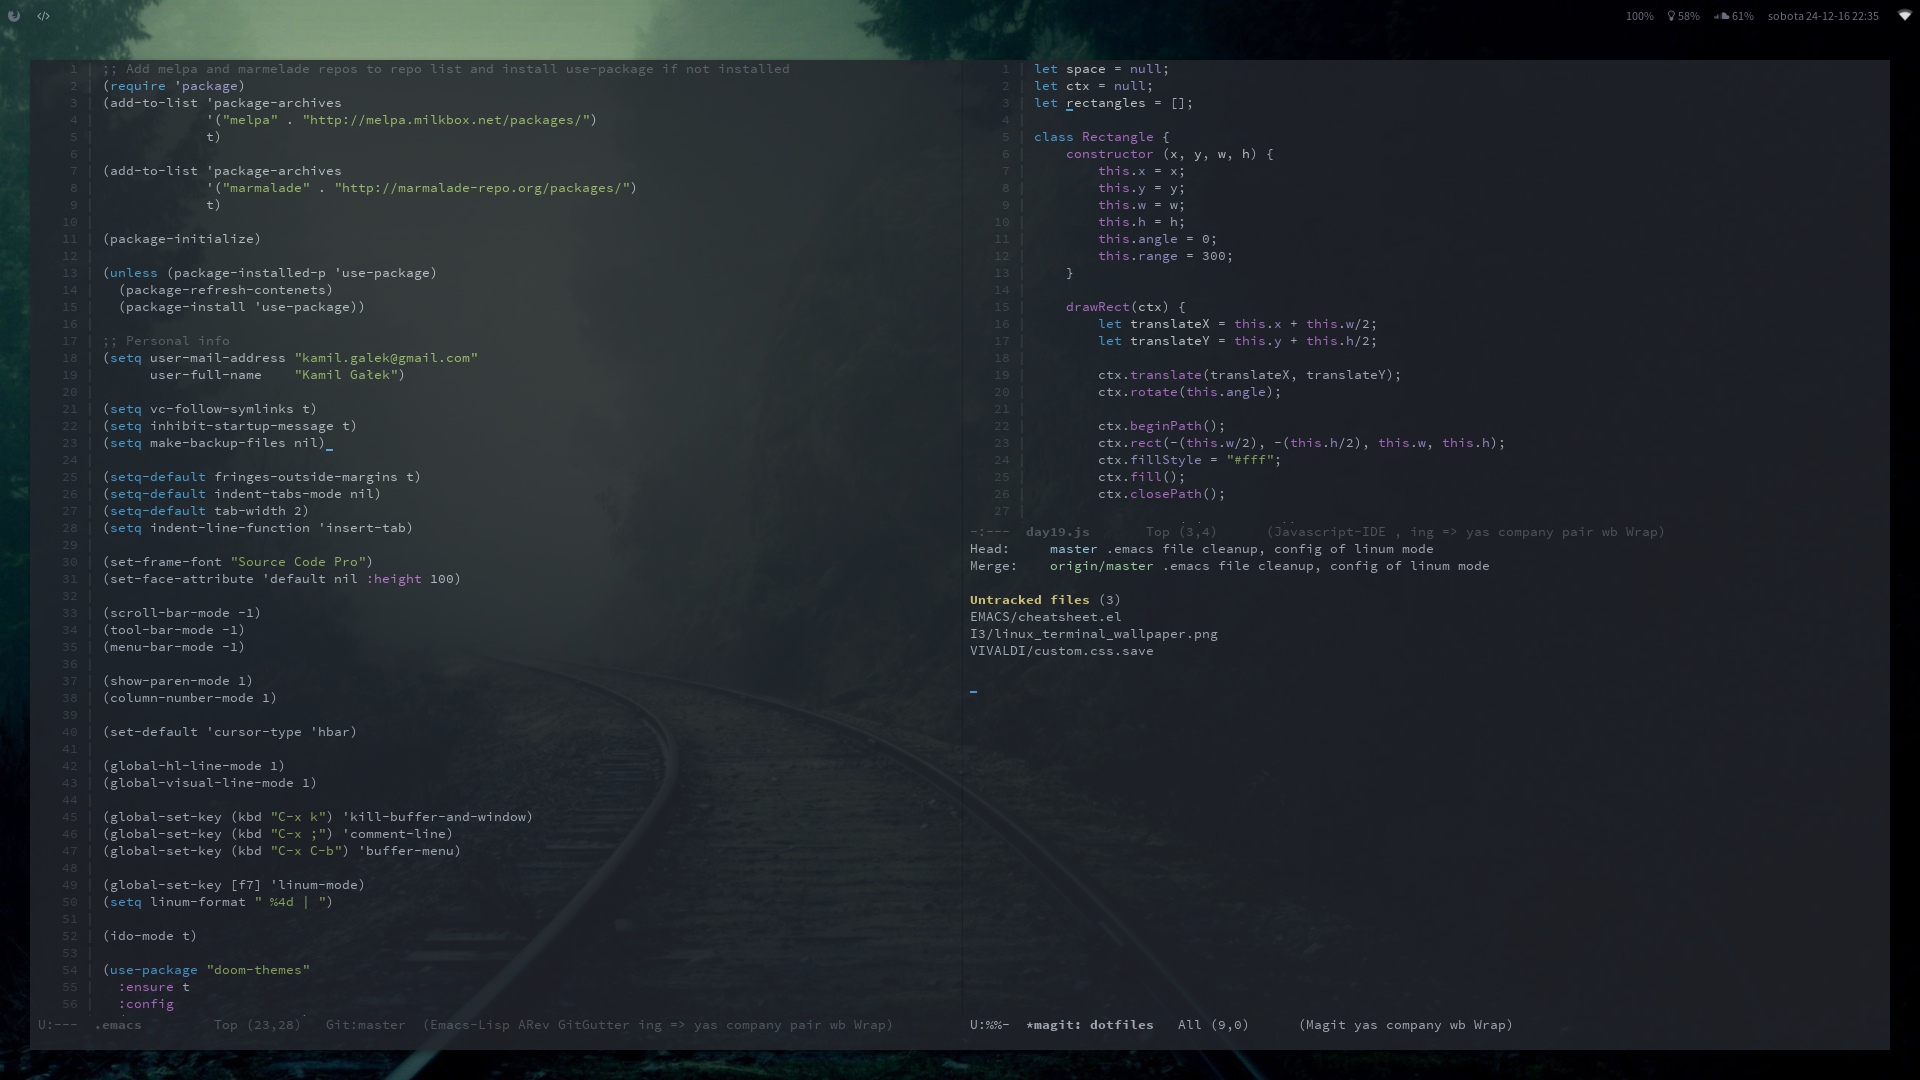 </> 100% 58% 61% sobota 24-12-16 22:35
1 | ;; Add melpa and marmelade repos to repo list and install use-package if not installed
2 | (require 'package)
3 | (add-to-list 'package-archives
4 |              '("melpa" . "http://melpa.milkbox.net/packages/")
5 |              t)
6 |
7 | (add-to-list 'package-archives
8 |              '("marmalade" . "http://marmalade-repo.org/packages/")
9 |              t)
10 |
11 | (package-initialize)
12 |
13 | (unless (package-installed-p 'use-package)
14 |   (package-refresh-contenets)
15 |   (package-install 'use-package))
16 |
17 | ;; Personal info
18 | (setq user-mail-address "kamil.galek@gmail.com"
19 |       user-full-name    "Kamil Gałek")
20 |
21 | (setq vc-follow-symlinks t)
22 | (setq inhibit-startup-message t)
23 | (setq make-backup-files nil)
24 |
25 | (setq-default fringes-outside-margins t)
26 | (setq-default indent-tabs-mode nil)
27 | (setq-default tab-width 2)
28 | (setq indent-line-function 'insert-tab)
29 |
30 | (set-frame-font "Source Code Pro")
31 | (set-face-attribute 'default nil :height 100)
32 |
33 | (scroll-bar-mode -1)
34 | (tool-bar-mode -1)
35 | (menu-bar-mode -1)
36 |
37 | (show-paren-mode 1)
38 | (column-number-mode 1)
39 |
40 | (set-default 'cursor-type 'hbar)
41 |
42 | (global-hl-line-mode 1)
43 | (global-visual-line-mode 1)
44 |
45 | (global-set-key (kbd "C-x k") 'kill-buffer-and-window)
46 | (global-set-key (kbd "C-x ;") 'comment-line)
47 | (global-set-key (kbd "C-x C-b") 'buffer-menu)
48 |
49 | (global-set-key [f7] 'linum-mode)
50 | (setq linum-format " %4d | ")
51 |
52 | (ido-mode t)
53 |
54 | (use-package "doom-themes"
55 |   :ensure t
56 |   :config
U:---  .emacs         Top (23,28)   Git:master  (Emacs-Lisp ARev GitGutter ing => yas company pair wb Wrap)
1 | let space = null;
2 | let ctx = null;
3 | let rectangles = [];
4 |
5 | class Rectangle {
6 |     constructor (x, y, w, h) {
7 |         this.x = x;
8 |         this.y = y;
9 |         this.w = w;
10 |         this.h = h;
11 |         this.angle = 0;
12 |         this.range = 300;
13 |     }
14 |
15 |     drawRect(ctx) {
16 |         let translateX = this.x + this.w/2;
17 |         let translateY = this.y + this.h/2;
18 |
19 |         ctx.translate(translateX, translateY);
20 |         ctx.rotate(this.angle);
21 |
22 |         ctx.beginPath();
23 |         ctx.rect(-(this.w/2), -(this.h/2), this.w, this.h);
24 |         ctx.fillStyle = "#fff";
25 |         ctx.fill();
26 |         ctx.closePath();
27 |
-:---  day19.js       Top (3,4)      (Javascript-IDE , ing => yas company pair wb Wrap)
Head:     master .emacs file cleanup, config of linum mode
Merge:    origin/master .emacs file cleanup, config of linum mode
Untracked files (3)
EMACS/cheatsheet.el
I3/linux_terminal_wallpaper.png
VIVALDI/custom.css.save
U:%%-  *magit: dotfiles   All (9,0)      (Magit yas company wb Wrap)